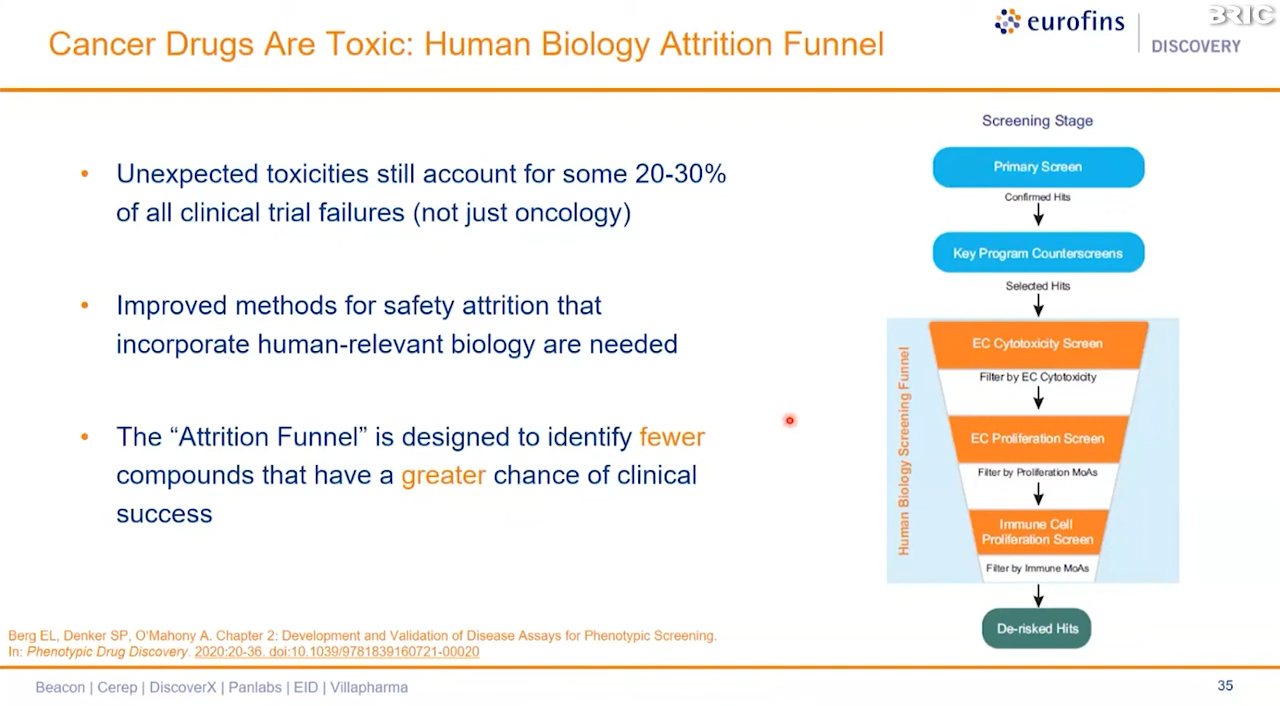 BRIC
eurofins
DISCOVERY
Cancer Drugs Are Toxic: Human Biology Attrition Funnel
• Unexpected toxicities still account for some 20-30%
of all clinical trial failures (not just oncology)
• Improved methods for safety attrition that
incorporate human-relevant biology are needed
• The “Attrition Funnel” is designed to identify fewer
compounds that have a greater chance of clinical
success
Screening Stage
Primary Screen
Confirmed Hits
Key Program Counterscreens
Selected Hits
Human Biology Screening Funnel
EC Cytotoxicity Screen
Filter by EC Cytotoxicity
EC Proliferation Screen
Filter by Proliferation MoAs
Immune Cell
Proliferation Screen
Filter by Immune MoAs
De-risked Hits
Berg EL, Denker SP, O’Mahony A. Chapter 2: Development and Validation of Disease Assays for Phenotypic Screening.
In: Phenotypic Drug Discovery. 2020:20-36. doi:10.1039/9781839160721-00020
Beacon | Cerep | DiscoverX | Panlabs | EID | Villapharma
35